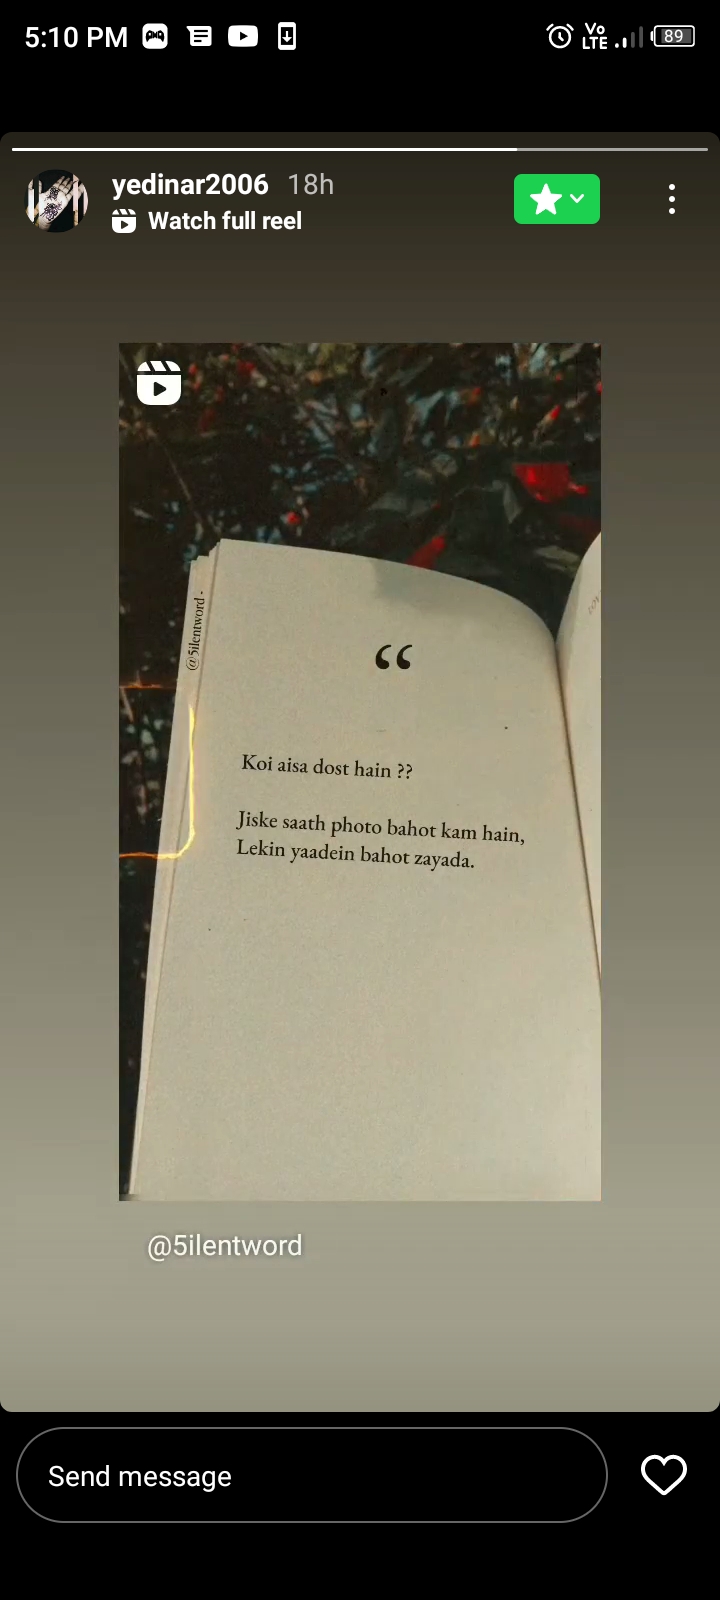 5:10 PM
Vo
LTE
89
yedinar2006 18h
Watch full reel
@5ilentword -
“
Koi aisa dost hain ??
Jiske saath photo bahot kam hain,
Lekin yaadein bahot zayada.
@5ilentword
Send message